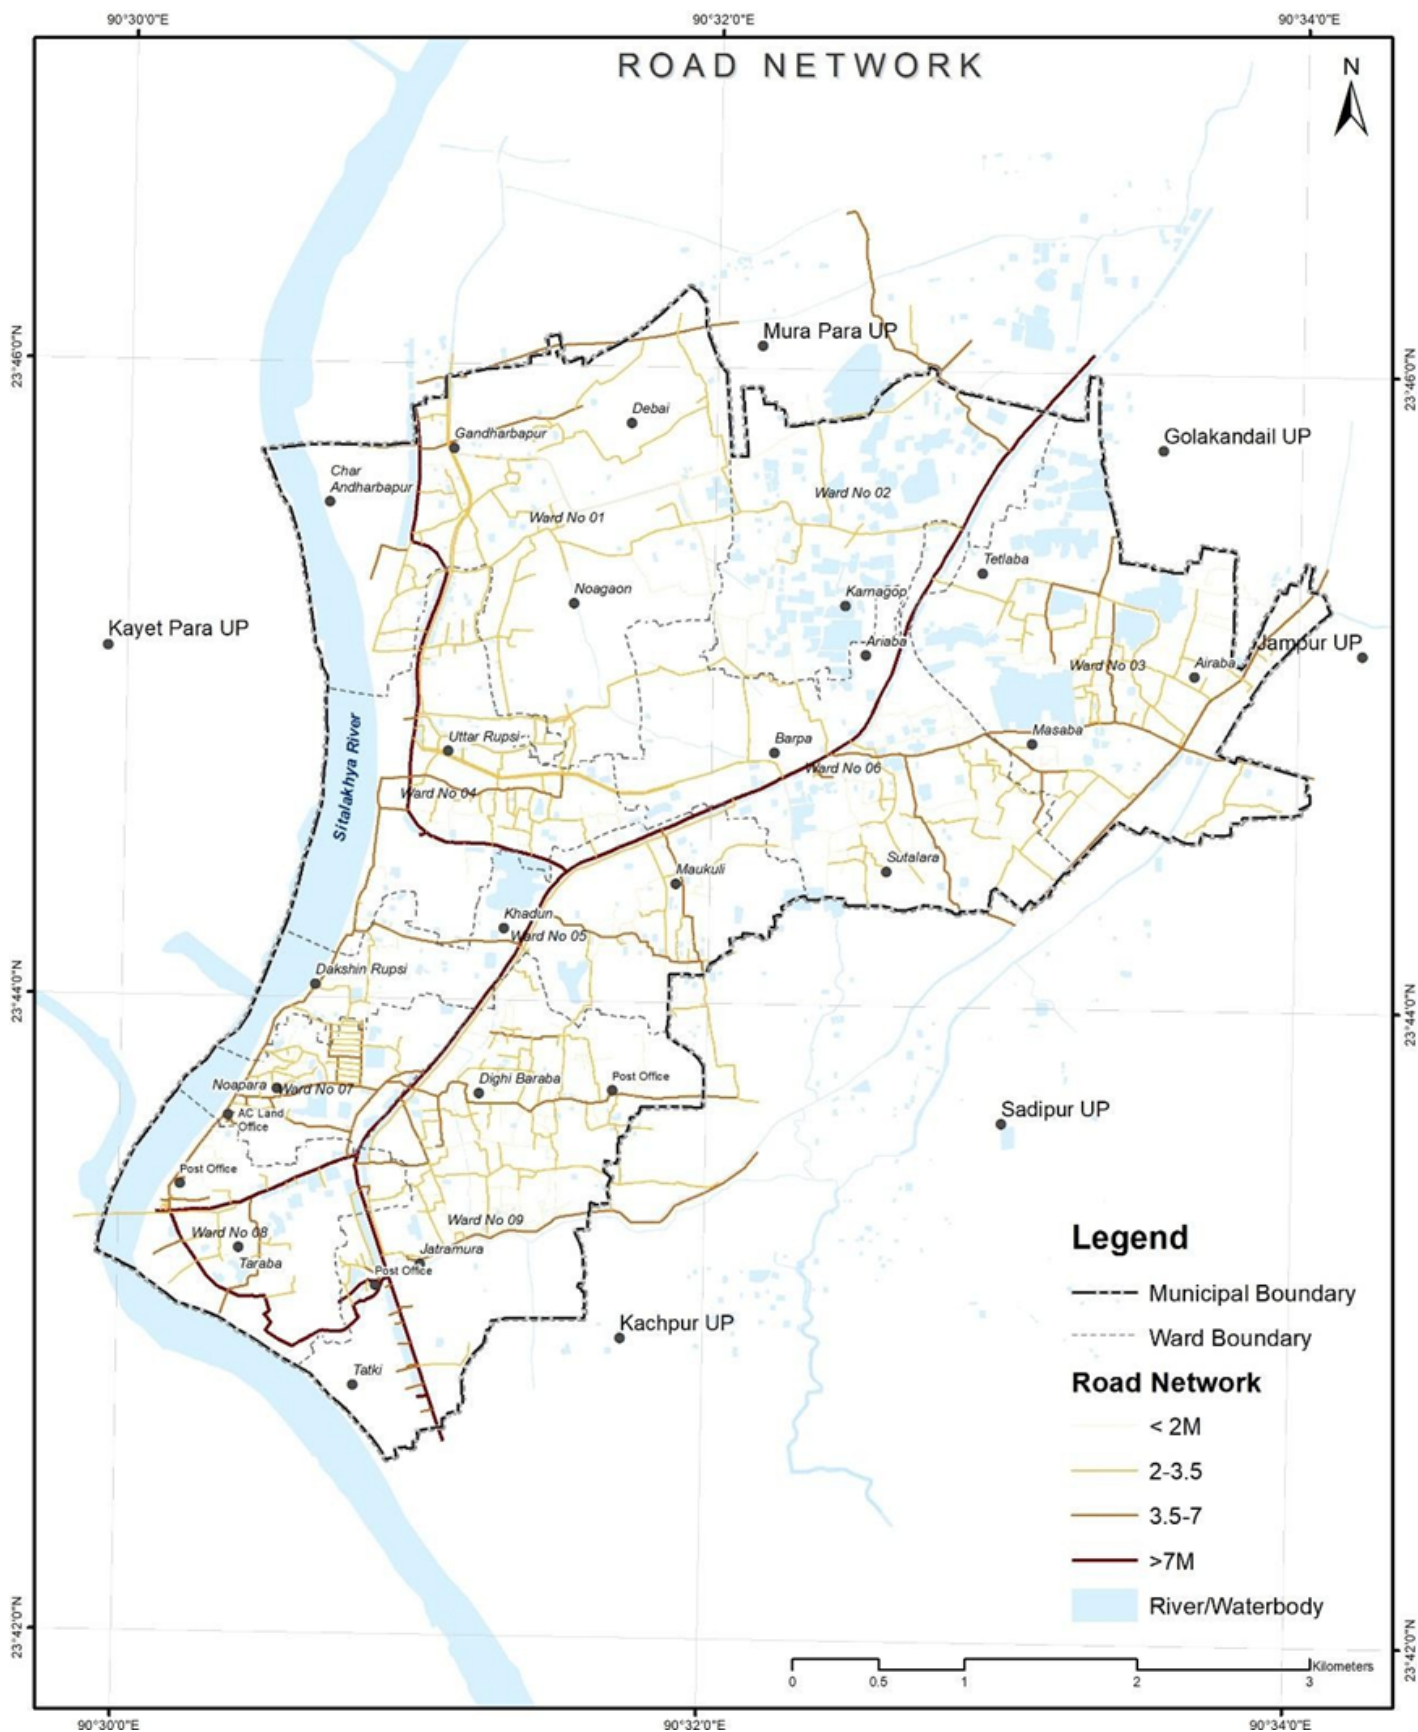 90°30'0"E
90°32'0"E
90°34'0"E
ROAD NETWORK
N
23°46'0"N
23°46'0"N
Mura Para UP
Debai
Gandharbapur
Golakandail UP
Char
Andharbapur
Ward No 02
Ward No 01
Tetlaba
Noagaon
Karnagop
Kayet Para UP
Ariaba
Jampur UP
Ward No 03
Airaba
Sitalakhya River
Uttar Rupsi
Barpa
Masaba
Ward No 06
Ward No 04
Sutalara
Maukuli
Khadun
Ward No 05
Dakshin Rupsi
23°44'0"N
23°44'0"N
Noapara
Ward No 07
Dighi Baraba
Post Office
AC Land
Office
Sadipur UP
Post Office
Ward No 09
Ward No 08
Taraba
Jatramura
Post Office
Kachpur UP
Tatki
Legend
Municipal Boundary
Ward Boundary
Road Network
< 2M
2-3.5
3.5-7
>7M
River/Waterbody
23°42'0"N
23°42'0"N
Kilometers
0 0.5 1 2 3
90°30'0"E
90°32'0"E
90°34'0"E